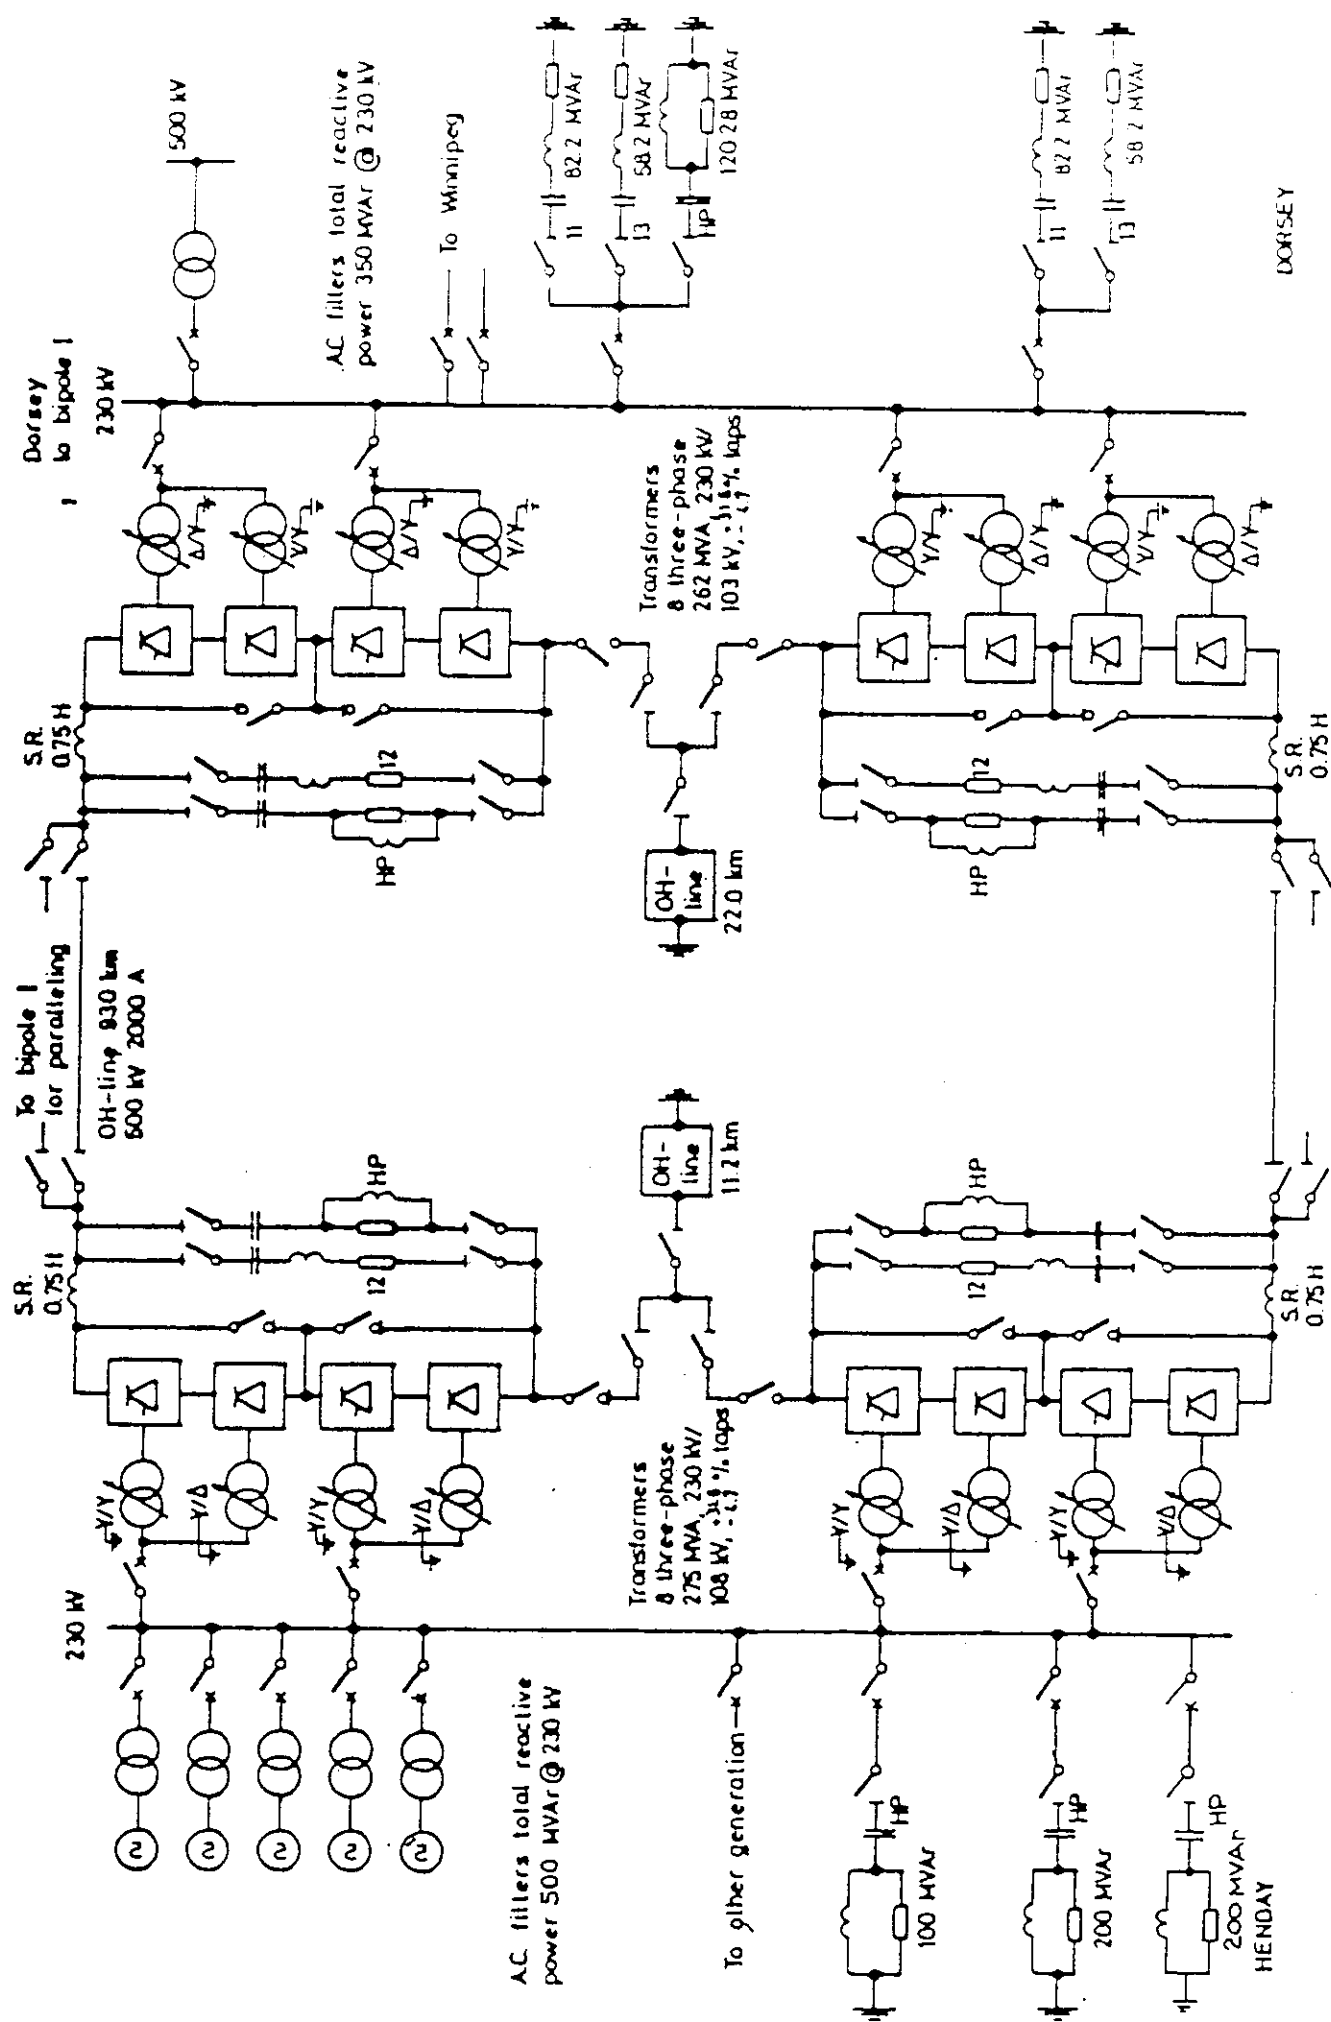 230 kV
A.C. filters total reactive
power 500 MVAr @ 230 kV
To other generation
HP
100 MVAr
HP
200 MVAr
HP
200 MVAr
HENDAY
Y/Y
Y/Δ
Y/Y
Y/Δ
Transformers
8 three-phase
275 MVA, 230 kV/
108 kV,
% taps
Y/Y
Y/Δ
Y/Y
Y/Δ
S.R.
0.75 H
12
HP
OH-
line
11.2 km
12
HP
S.R.
0.75 H
To bipole I
for paralleling
OH-line 930 km
500 kV 2000 A
S.R.
0.75 H
HP
12
OH-
line
22.0 km
HP
12
S.R.
0.75 H
Dorsey
to bipole I
230 kV
Δ/Y
Y/Y
Δ/Y
Y/Y
Transformers
8 three-phase
262 MVA, 230 kV/
103 kV,
% taps
Y/Y
Δ/Y
Y/Y
Δ/Y
500 kV
A.C. filters total reactive
power 350 MVAr @ 230 kV
To Winnipeg
11
82.2 MVAr
13
58.2 MVAr
HP
120.28 MVAr
11
82.2 MVAr
13
58.2 MVAr
DORSEY